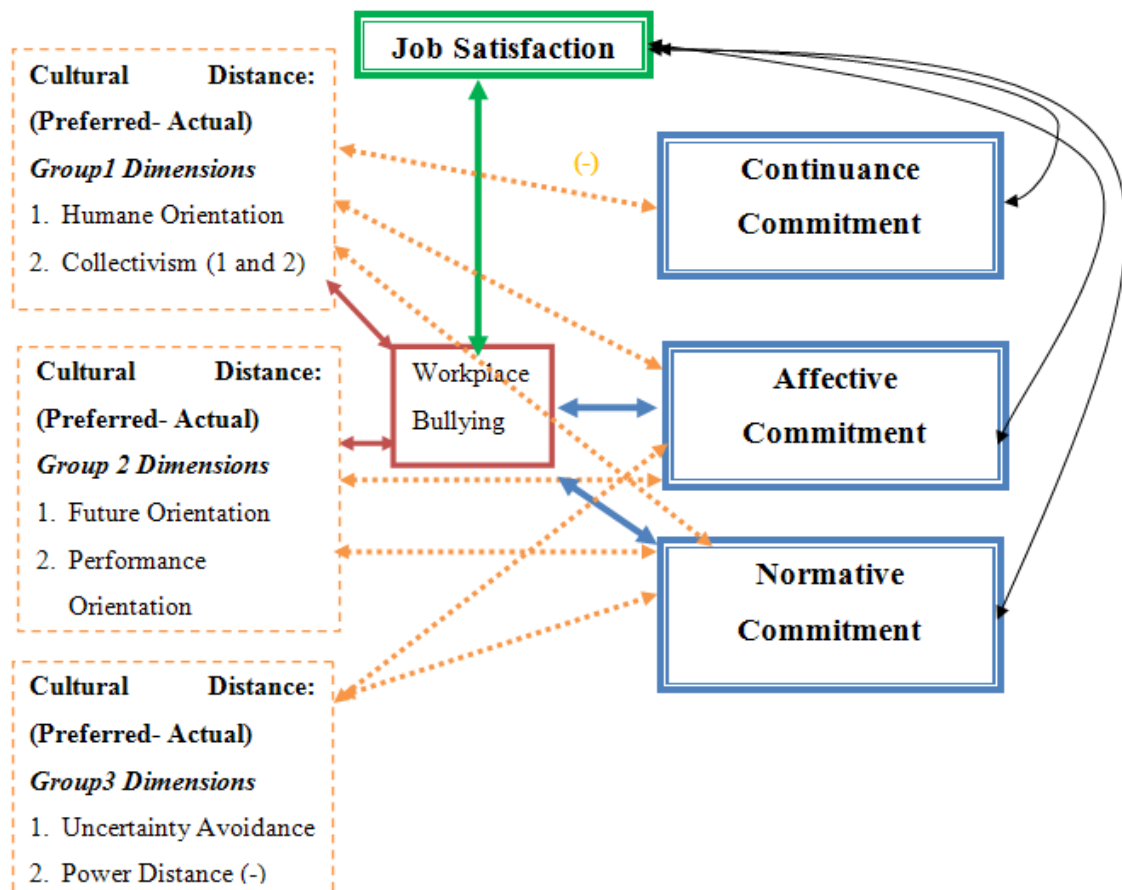 Job Satisfaction
Cultural Distance:
(Preferred- Actual)
Group1 Dimensions
1. Humane Orientation
2. Collectivism (1 and 2)
(-)
Continuance
Commitment
Cultural Distance:
(Preferred- Actual)
Group 2 Dimensions
1. Future Orientation
2. Performance
Orientation
Workplace
Bullying
Affective
Commitment
Normative
Commitment
Cultural Distance:
(Preferred- Actual)
Group3 Dimensions
1. Uncertainty Avoidance
2. Power Distance (-)